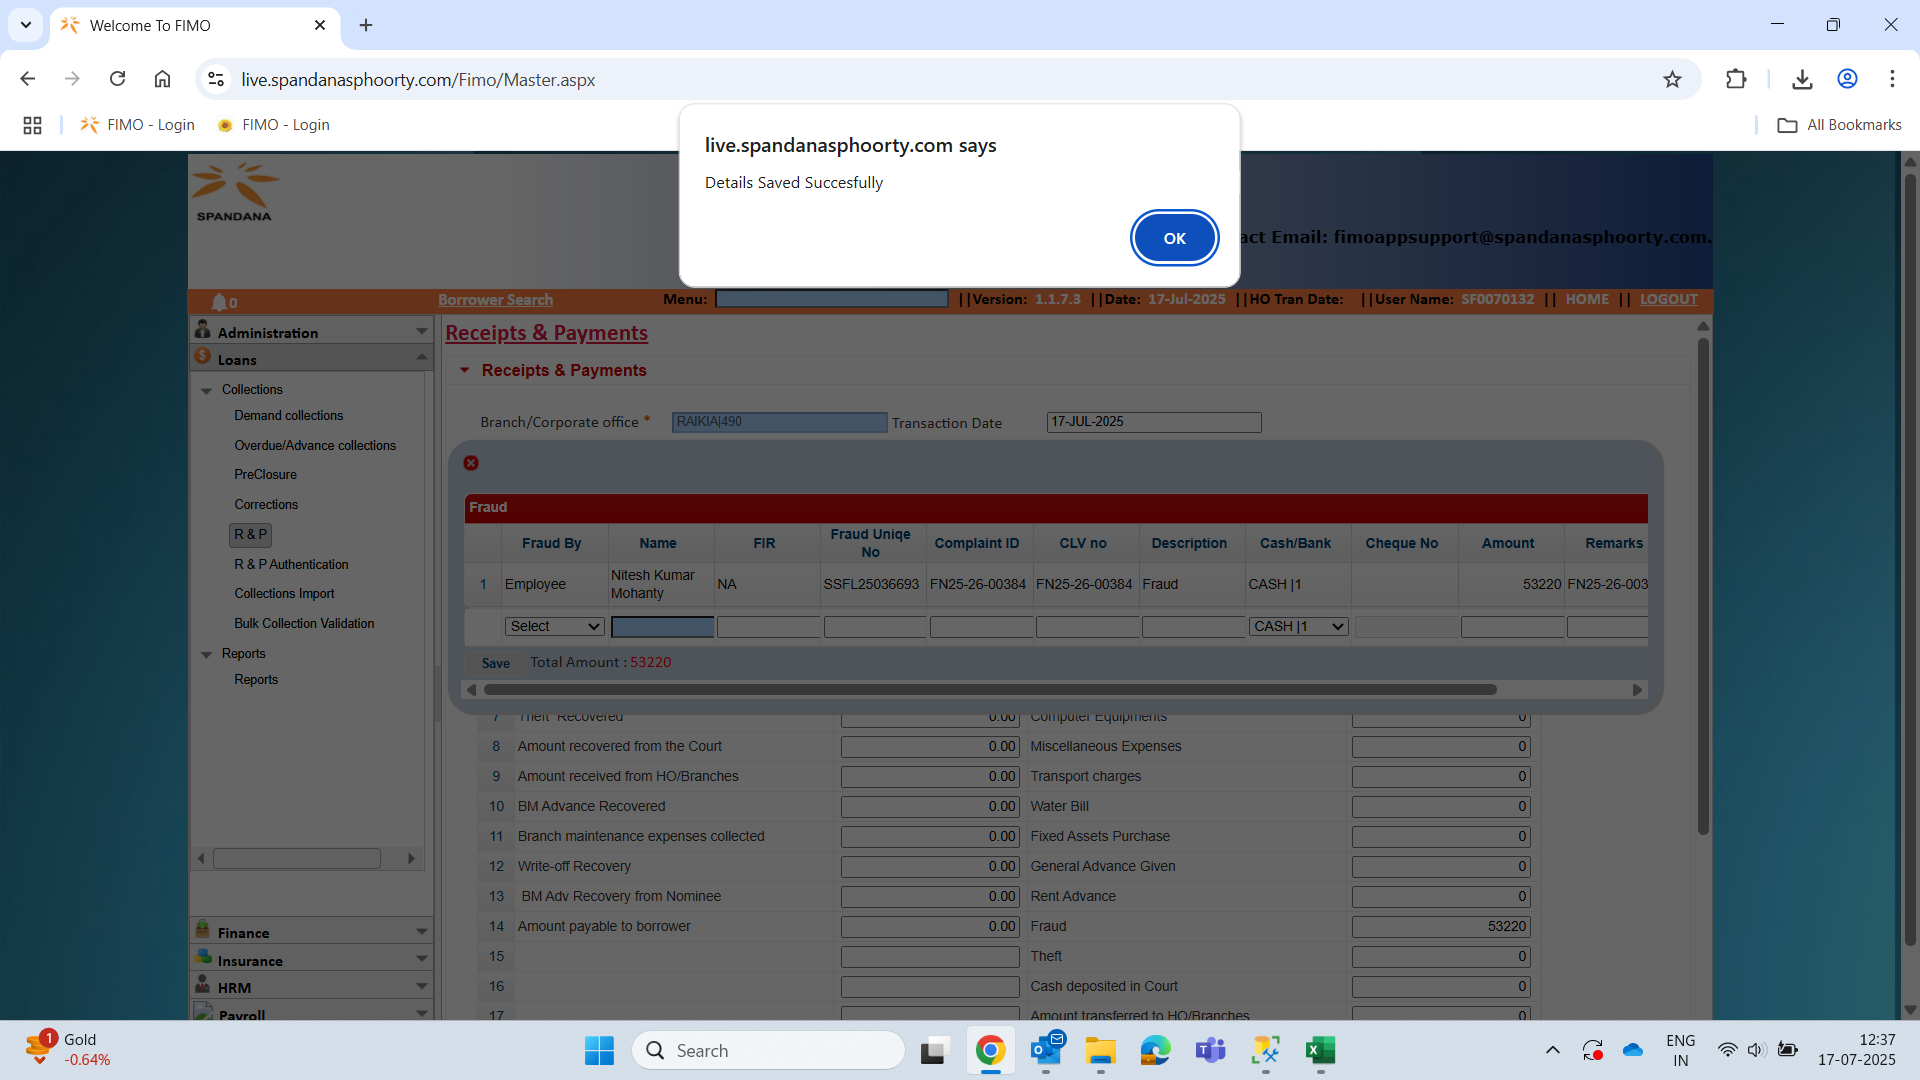 Welcome To FIMO
live.spandanasphoorty.com/Fimo/Master.aspx
FIMO - Login
FIMO - Login
All Bookmarks
live.spandanasphoorty.com says
Details Saved Succesfully
OK
SPANDANA
act Email: fimoappsupport@spandanasphoorty.com.
0 Borrower Search Menu: ||Version: 1.1.7.3 ||Date: 17-Jul-2025 ||HO Tran Date: ||User Name: SF0070132 || HOME || LOGOUT
Administration
Loans
Collections
Demand collections
Overdue/Advance collections
PreClosure
Corrections
R & P
R & P Authentication
Collections Import
Bulk Collection Validation
Reports
Reports
Finance
Insurance
HRM
Payroll
Receipts & Payments
Receipts & Payments
Branch/Corporate office * RAIKIA|490 Transaction Date 17-JUL-2025
Fraud
Fraud By Name FIR Fraud Uniqe No Complaint ID CLV no Description Cash/Bank Cheque No Amount Remarks
1 Employee Nitesh Kumar Mohanty NA SSFL25036693 FN25-26-00384 FN25-26-00384 Fraud CASH |1 53220 FN25-26-003
Select CASH |1
Save Total Amount : 53220
7 Theft Recovered 0.00 Computer Equipments 0
8 Amount recovered from the Court 0.00 Miscellaneous Expenses 0
9 Amount received from HO/Branches 0.00 Transport charges 0
10 BM Advance Recovered 0.00 Water Bill 0
11 Branch maintenance expenses collected 0.00 Fixed Assets Purchase 0
12 Write-off Recovery 0.00 General Advance Given 0
13 BM Adv Recovery from Nominee 0.00 Rent Advance 0
14 Amount payable to borrower 0.00 Fraud 53220
15 Theft 0
16 Cash deposited in Court 0
17 Amount transferred to HO/Branches 0
1
Gold
-0.64%
Search
ENG
IN
12:37
17-07-2025